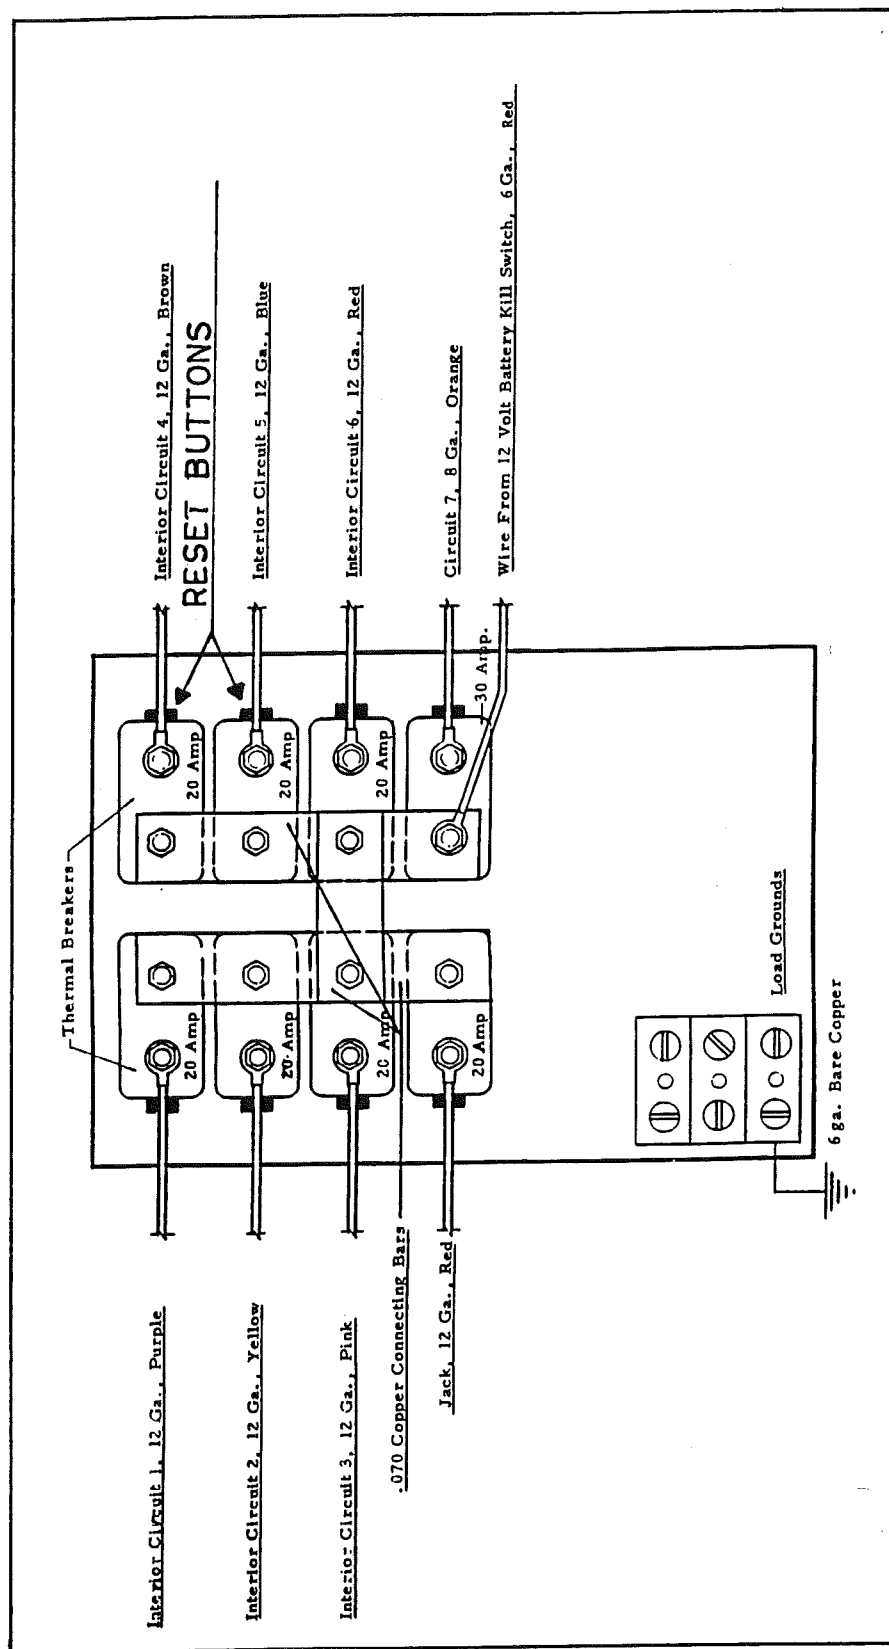 Thermal Breakers
RESET BUTTONS
Interior Circuit 1, 12 Ga., Purple
20 Amp
20 Amp
Interior Circuit 4, 12 Ga., Brown
Interior Circuit 2, 12 Ga., Yellow
20 Amp
20 Amp
Interior Circuit 5, 12 Ga., Blue
Interior Circuit 3, 12 Ga., Pink
20 Amp
20 Amp
Interior Circuit 6, 12 Ga., Red
.070 Copper Connecting Bars
Jack, 12 Ga., Red
20 Amp
30 Amp.
Circuit 7, 8 Ga., Orange
Wire From 12 Volt Battery Kill Switch, 6 Ga., Red
Load Grounds
6 ga. Bare Copper